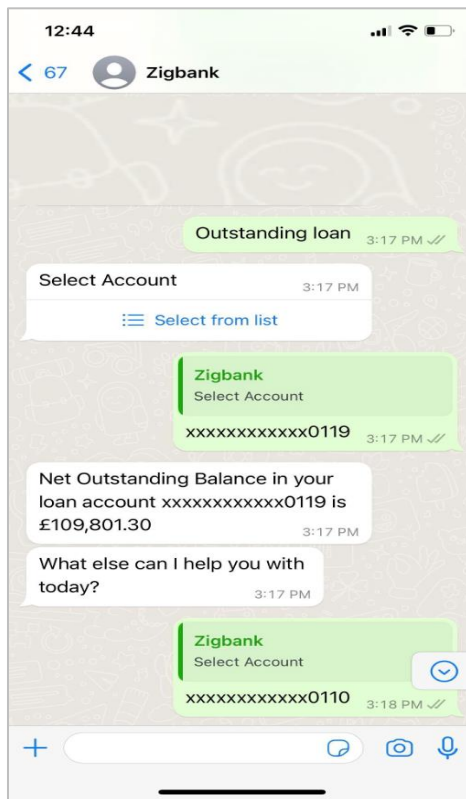 12:44
67 Zigbank
Outstanding loan 3:17 PM
Select Account 3:17 PM
Select from list
Zigbank
Select Account
xxxxxxxxxxxx0119 3:17 PM
Net Outstanding Balance in your
loan account xxxxxxxxxxxx0119 is
£109,801.30 3:17 PM
What else can I help you with
today? 3:17 PM
Zigbank
Select Account
xxxxxxxxxxxx0110 3:18 PM